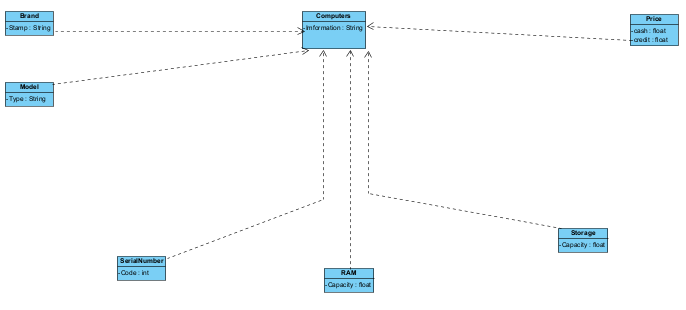 Brand
-Stamp : String
Computers
-Imformation : String
Price
-cash : float
-credit : float
Model
-Type : String
SerialNumber
-Code : int
RAM
-Capacity : float
Storage
-Capacity : float